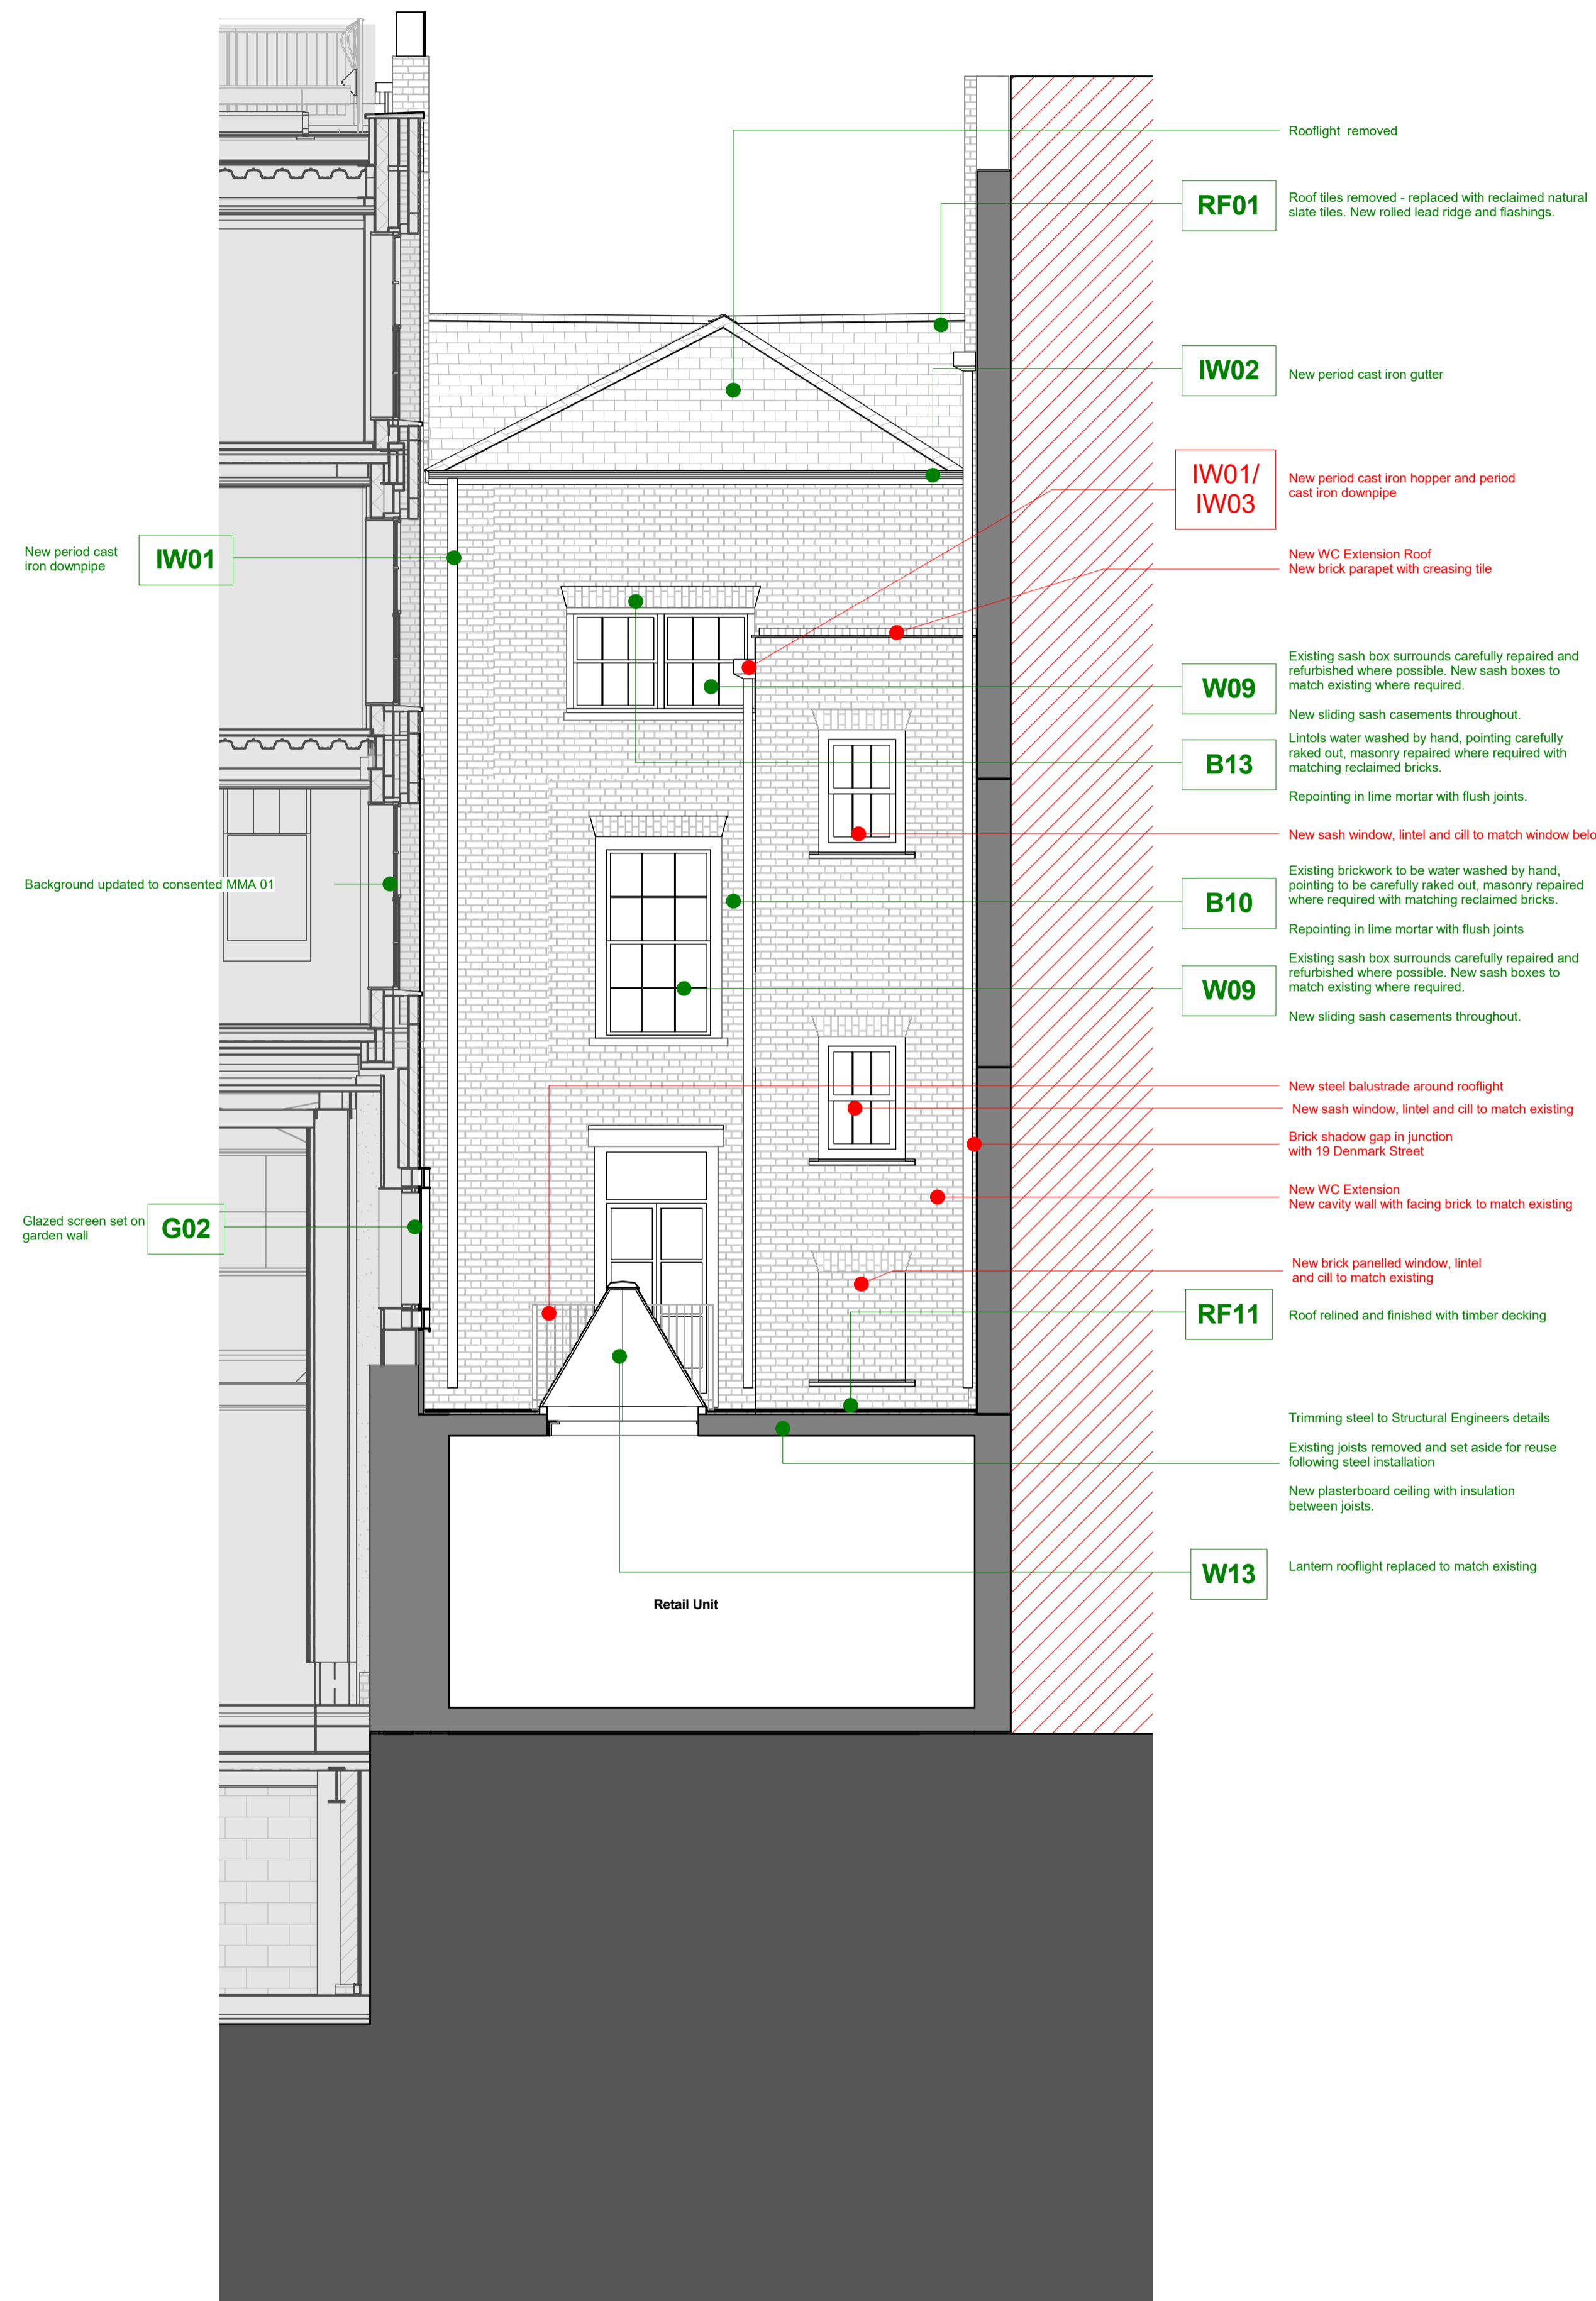 Rooflight removed
RF01
Roof tiles removed - replaced with reclaimed natural
slate tiles. New rolled lead ridge and flashings.
IW02
New period cast iron gutter
IW01/
IW03
New period cast iron hopper and period
cast iron downpipe
New period cast
iron downpipe
IW01
New WC Extension Roof
New brick parapet with creasing tile
W09
Existing sash box surrounds carefully repaired and
refurbished where possible. New sash boxes to
match existing where required.
New sliding sash casements throughout.
B13
Lintols water washed by hand, pointing carefully
raked out, masonry repaired where required with
matching reclaimed bricks.
Repointing in lime mortar with flush joints.
New sash window, lintel and cill to match window belo
Background updated to consented MMA 01
B10
Existing brickwork to be water washed by hand,
pointing to be carefully raked out, masonry repaired
where required with matching reclaimed bricks.
Repointing in lime mortar with flush joints
W09
Existing sash box surrounds carefully repaired and
refurbished where possible. New sash boxes to
match existing where required.
New sliding sash casements throughout.
New steel balustrade around rooflight
New sash window, lintel and cill to match existing
Brick shadow gap in junction
with 19 Denmark Street
New WC Extension
New cavity wall with facing brick to match existing
Glazed screen set on
garden wall
G02
New brick panelled window, lintel
and cill to match existing
RF11
Roof relined and finished with timber decking
Trimming steel to Structural Engineers details
Existing joists removed and set aside for reuse
following steel installation
New plasterboard ceiling with insulation
between joists.
W13
Lantern rooflight replaced to match existing
Retail Unit